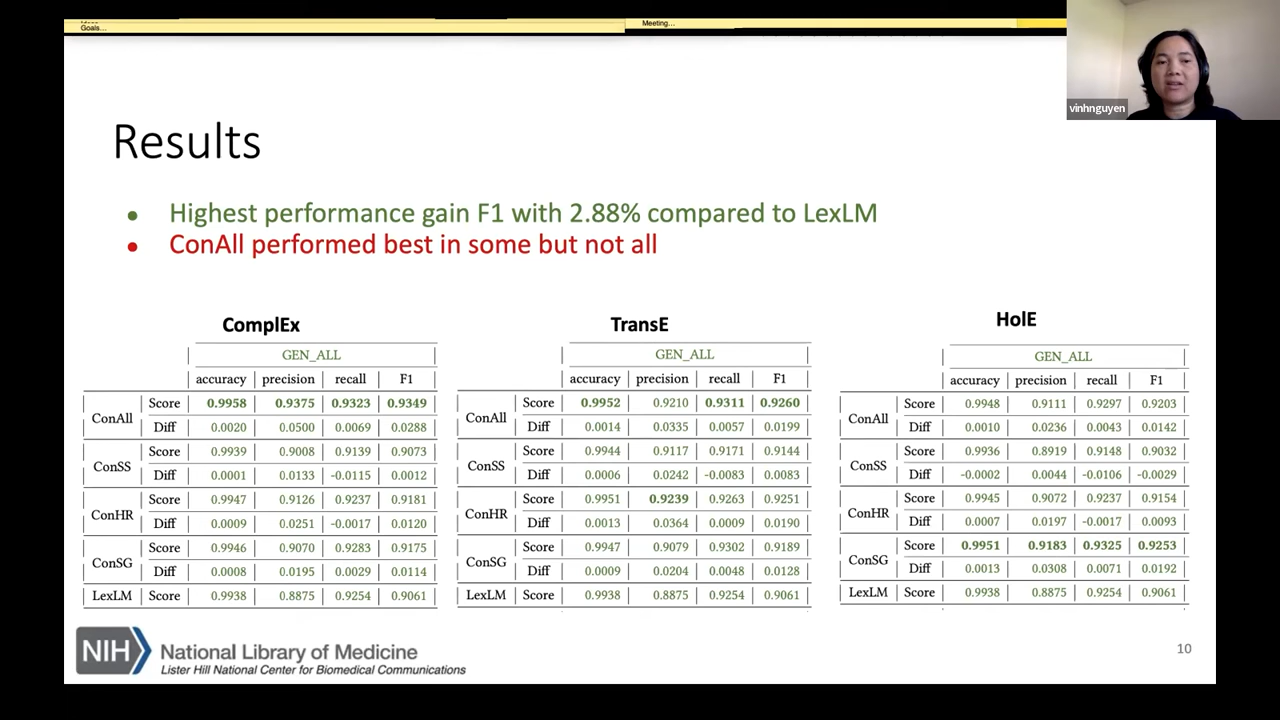 Goals...
Meeting...
vinhnguyen
Results
• Highest performance gain F1 with 2.88% compared to LexLM
• ConAll performed best in some but not all
ComplEx
GEN_ALL
accuracy precision recall F1
ConAll Score 0.9958 0.9375 0.9323 0.9349
Diff 0.0020 0.0500 0.0069 0.0288
ConSS Score 0.9939 0.9008 0.9139 0.9073
Diff 0.0001 0.0133 -0.0115 0.0012
ConHR Score 0.9947 0.9126 0.9237 0.9181
Diff 0.0009 0.0251 -0.0017 0.0120
ConSG Score 0.9946 0.9070 0.9283 0.9175
Diff 0.0008 0.0195 0.0029 0.0114
LexLM Score 0.9938 0.8875 0.9254 0.9061
TransE
GEN_ALL
accuracy precision recall F1
ConAll Score 0.9952 0.9210 0.9311 0.9260
Diff 0.0014 0.0335 0.0057 0.0199
ConSS Score 0.9944 0.9117 0.9171 0.9144
Diff 0.0006 0.0242 -0.0083 0.0083
ConHR Score 0.9951 0.9239 0.9263 0.9251
Diff 0.0013 0.0364 0.0009 0.0190
ConSG Score 0.9947 0.9079 0.9302 0.9189
Diff 0.0009 0.0204 0.0048 0.0128
LexLM Score 0.9938 0.8875 0.9254 0.9061
HolE
GEN_ALL
accuracy precision recall F1
ConAll Score 0.9948 0.9111 0.9297 0.9203
Diff 0.0010 0.0236 0.0043 0.0142
ConSS Score 0.9936 0.8919 0.9148 0.9032
Diff -0.0002 0.0044 -0.0106 -0.0029
ConHR Score 0.9945 0.9072 0.9237 0.9154
Diff 0.0007 0.0197 -0.0017 0.0093
ConSG Score 0.9951 0.9183 0.9325 0.9253
Diff 0.0013 0.0308 0.0071 0.0192
LexLM Score 0.9938 0.8875 0.9254 0.9061
NIH National Library of Medicine
Lister Hill National Center for Biomedical Communications
10